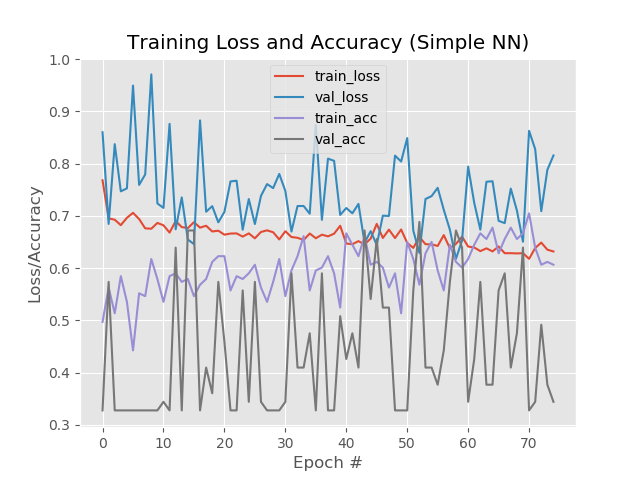 Training Loss and Accuracy (Simple NN)
train_loss
val_loss
train_acc
val_acc
Loss/Accuracy
1.0
0.9
0.8
0.7
0.6
0.5
0.4
0.3
0 10 20 30 40 50 60 70
Epoch #